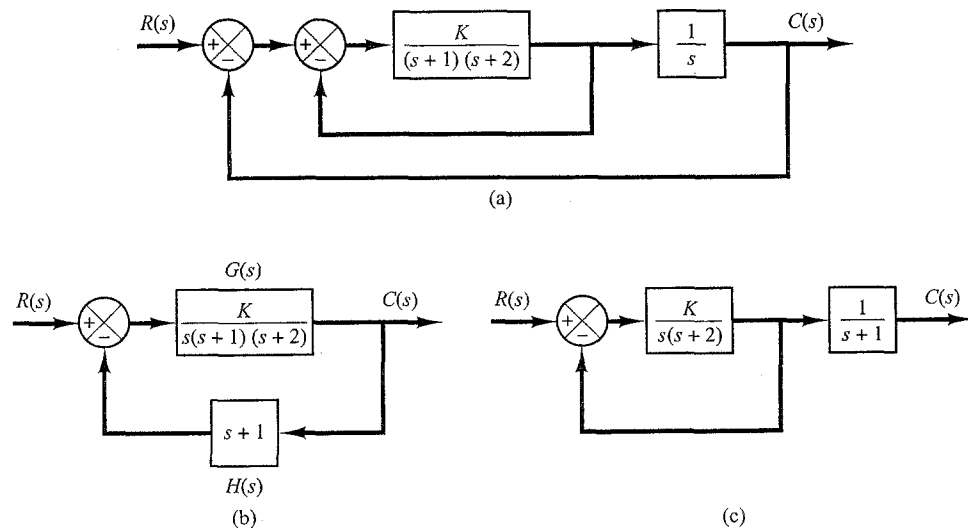 R(s)
C(s)
+
−
+
−
K
(s + 1) (s + 2)
1
s
(a)
G(s)
R(s)
C(s)
+
−
K
s(s + 1) (s + 2)
s + 1
H(s)
(b)
R(s)
C(s)
+
−
K
s(s + 2)
1
s + 1
(c)